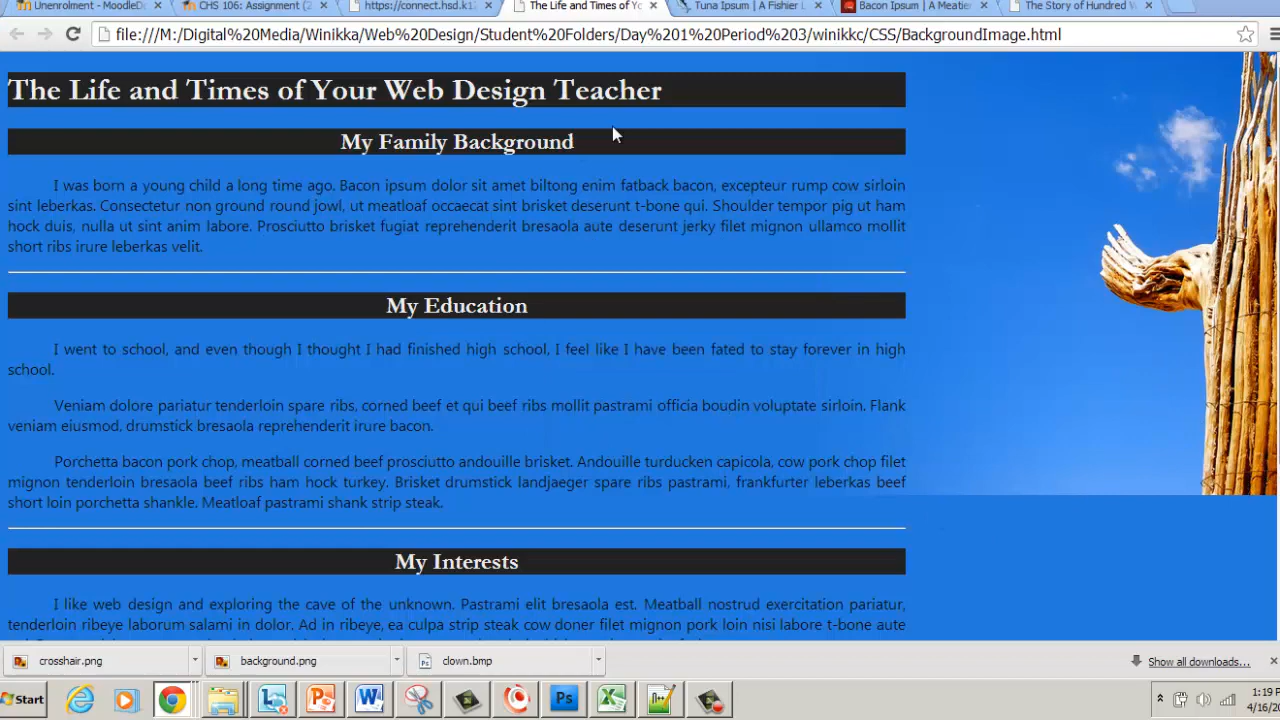 Unenrolment - MoodleD
CHS 106: Assignment (2
https://connect.hsd.k1
The Life and Times of Yo
Tuna Ipsum | A Fishier
Bacon Ipsum | A Meatie
The Story of Hundred W
file:///M:/Digital%20Media/Winikka/Web%20Design/Student%20Folders/Day%201%20Period%203/winikkc/CSS/BackgroundImage.html
The Life and Times of Your Web Design Teacher
My Family Background
I was born a young child a long time ago. Bacon ipsum dolor sit amet biltong enim fatback bacon, excepteur rump cow sirloin
sint leberkas. Consectetur non ground round jowl, ut meatloaf occaecat sint brisket deserunt t-bone qui. Shoulder tempor pig ut ham
hock duis, nulla ut sint anim labore. Prosciutto brisket fugiat reprehenderit bresaola aute deserunt jerky filet mignon ullamco mollit
short ribs irure leberkas velit.
My Education
I went to school, and even though I thought I had finished high school, I feel like I have been fated to stay forever in high
school.
Veniam dolore pariatur tenderloin spare ribs, corned beef et qui beef ribs mollit pastrami officia boudin voluptate sirloin. Flank
veniam eiusmod, drumstick bresaola reprehenderit irure bacon.
Porchetta bacon pork chop, meatball corned beef prosciutto andouille brisket. Andouille turducken capicola, cow pork chop filet
mignon tenderloin bresaola beef ribs ham hock turkey. Brisket drumstick landjaeger spare ribs pastrami, frankfurter leberkas beef
short loin porchetta shankle. Meatloaf pastrami shank strip steak.
My Interests
I like web design and exploring the cave of the unknown. Pastrami elit bresaola est. Meatball nostrud exercitation pariatur,
tenderloin ribeye laborum salami in dolor. Ad in ribeye, ea culpa strip steak cow doner filet mignon pork loin nisi labore t-bone aute
crosshair.png
background.png
clown.bmp
Show all downloads...
Start
Ps
1:19 P
4/16/20